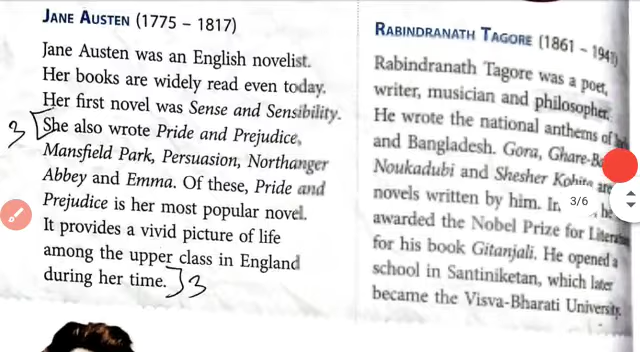 JANE AUSTEN (1775 – 1817)
Jane Austen was an English novelist.
Her books are widely read even today.
Her first novel was Sense and Sensibility.
3 [She also wrote Pride and Prejudice,
Mansfield Park, Persuasion, Northanger
Abbey and Emma. Of these, Pride and
Prejudice is her most popular novel.
It provides a vivid picture of life
among the upper class in England
during her time.] 3
RABINDRANATH TAGORE (1861 – 1941)
Rabindranath Tagore was a poet,
writer, musician and philosopher.
He wrote the national anthems of
and Bangladesh. Gora, Ghare-
Noukadubi and Shesher Kobita are
novels written by him. he
awarded the Nobel Prize for Literature
for his book Gitanjali. He opened a
school in Santiniketan, which later
became the Visva-Bharati University.
3/6